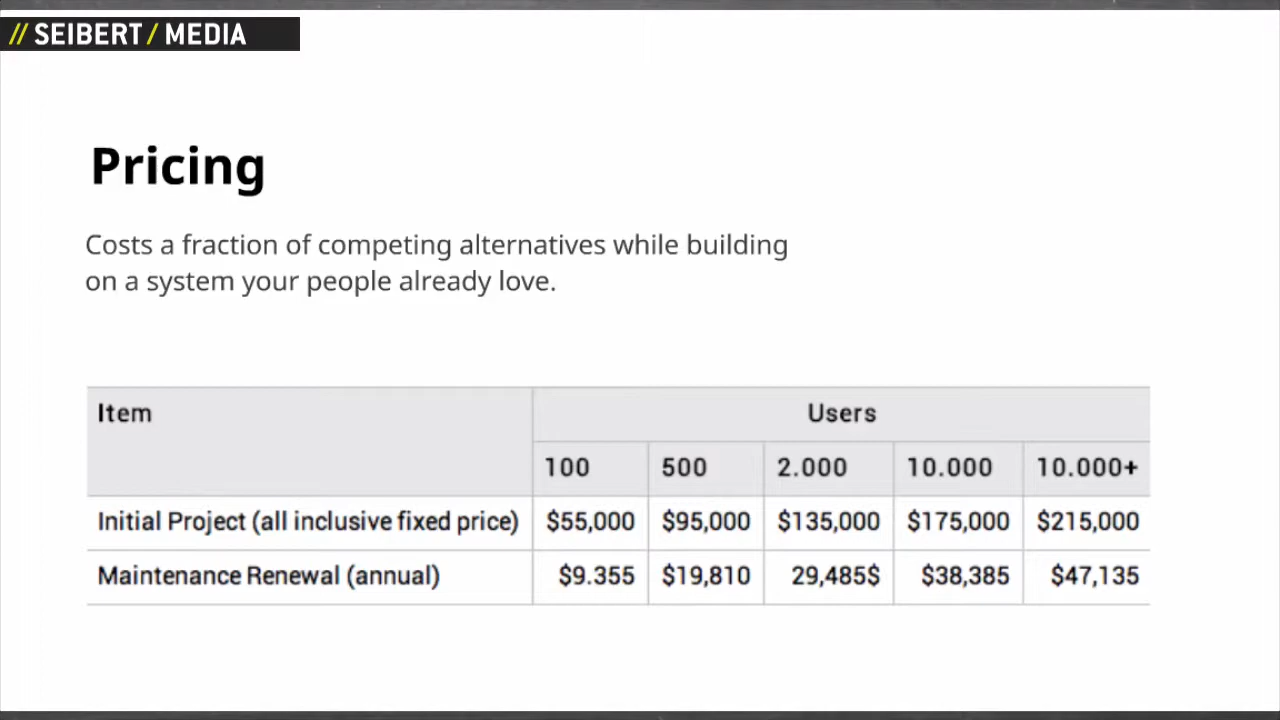 // SEIBERT / MEDIA
Pricing
Costs a fraction of competing alternatives while building
on a system your people already love.
Item Users
100 500 2.000 10.000 10.000+
Initial Project (all inclusive fixed price) $55,000 $95,000 $135,000 $175,000 $215,000
Maintenance Renewal (annual) $9.355 $19,810 29,485$ $38,385 $47,135